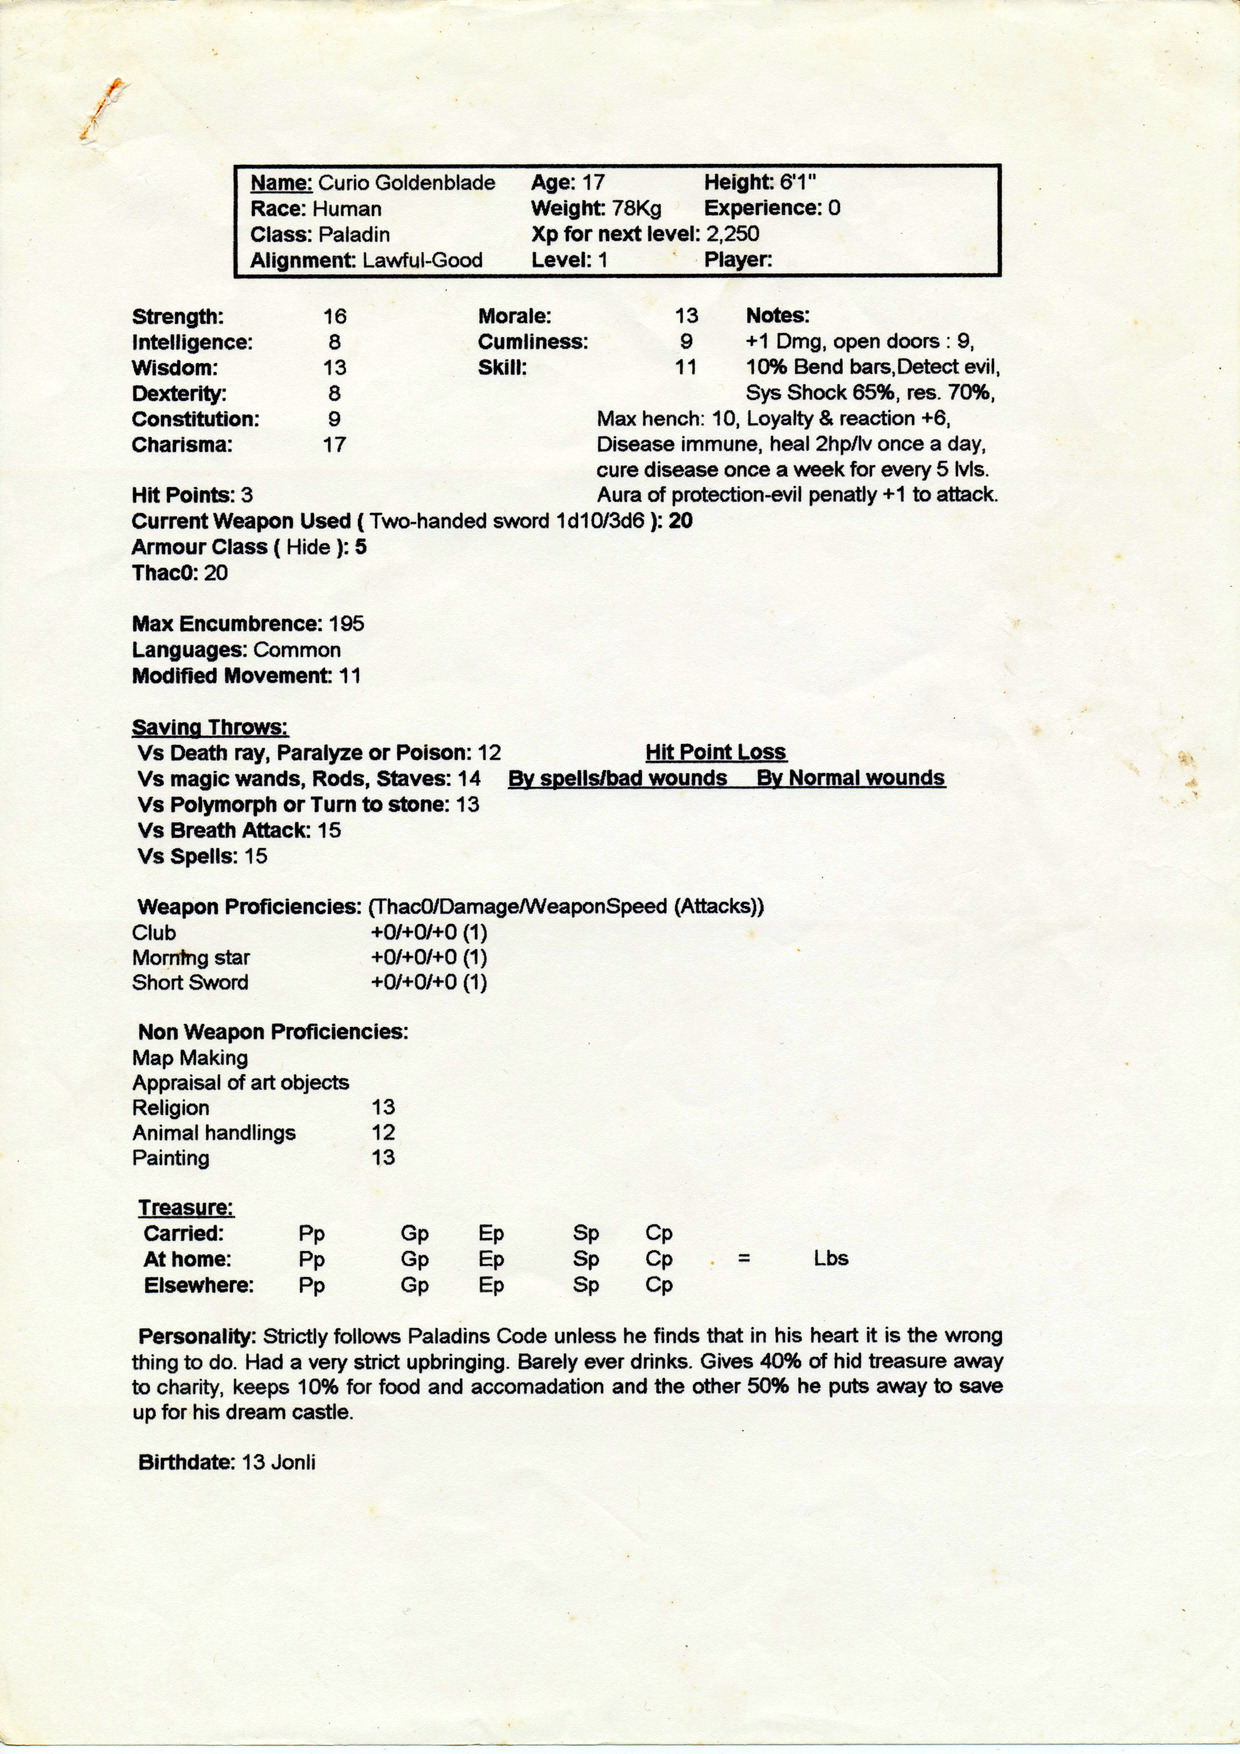 Name: Curio Goldenblade Age: 17 Height: 6'1"
Race: Human Weight: 78Kg Experience: 0
Class: Paladin Xp for next level: 2,250
Alignment: Lawful-Good Level: 1 Player:
Strength: 16 Morale: 13 Notes:
Intelligence: 8 Cumliness: 9 +1 Dmg, open doors : 9,
Wisdom: 13 Skill: 11 10% Bend bars,Detect evil,
Dexterity: 8 Sys Shock 65%, res. 70%,
Constitution: 9 Max hench: 10, Loyalty & reaction +6,
Charisma: 17 Disease immune, heal 2hp/lv once a day,
cure disease once a week for every 5 lvls.
Hit Points: 3 Aura of protection-evil penatly +1 to attack.
Current Weapon Used ( Two-handed sword 1d10/3d6 ): 20
Armour Class ( Hide ): 5
Thac0: 20
Max Encumbrence: 195
Languages: Common
Modified Movement: 11
Saving Throws:
Vs Death ray, Paralyze or Poison: 12 Hit Point Loss
Vs magic wands, Rods, Staves: 14 By spells/bad wounds By Normal wounds
Vs Polymorph or Turn to stone: 13
Vs Breath Attack: 15
Vs Spells: 15
Weapon Proficiencies: (Thac0/Damage/WeaponSpeed (Attacks))
Club +0/+0/+0 (1)
Morning star +0/+0/+0 (1)
Short Sword +0/+0/+0 (1)
Non Weapon Proficiencies:
Map Making
Appraisal of art objects
Religion 13
Animal handlings 12
Painting 13
Treasure:
Carried: Pp Gp Ep Sp Cp
At home: Pp Gp Ep Sp Cp = Lbs
Elsewhere: Pp Gp Ep Sp Cp
Personality: Strictly follows Paladins Code unless he finds that in his heart it is the wrong
thing to do. Had a very strict upbringing. Barely ever drinks. Gives 40% of hid treasure away
to charity, keeps 10% for food and accomadation and the other 50% he puts away to save
up for his dream castle.
Birthdate: 13 Jonli